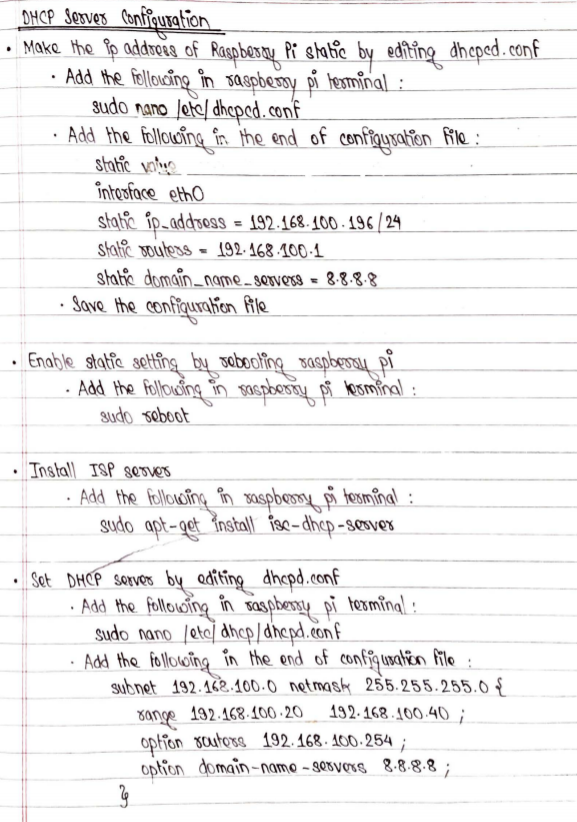 DHCP Server Configuration
• Make the ip address of Raspberry Pi static by editing dhcpcd.conf
• Add the following in raspberry pi terminal :
sudo nano /etc/dhcpcd.conf
• Add the following in the end of configuration file :
static value
interface eth0
static ip_address = 192.168.100.196/24
static routers = 192.168.100.1
static domain_name_servers = 8.8.8.8
• Save the configuration file
• Enable static setting by rebooting raspberry pi
• Add the following in raspberry pi terminal :
sudo reboot
• Install ISP server
• Add the following in raspberry pi terminal :
sudo apt-get install isc-dhcp-server
• Set DHCP server by editing dhcpd.conf
• Add the following in raspberry pi terminal :
sudo nano /etc/dhcp/dhcpd.conf
• Add the following in the end of configuration file :
subnet 192.168.100.0 netmask 255.255.255.0 {
range 192.168.100.20 192.168.100.40 ;
option routers 192.168.100.254 ;
option domain-name-servers 8.8.8.8 ;
}